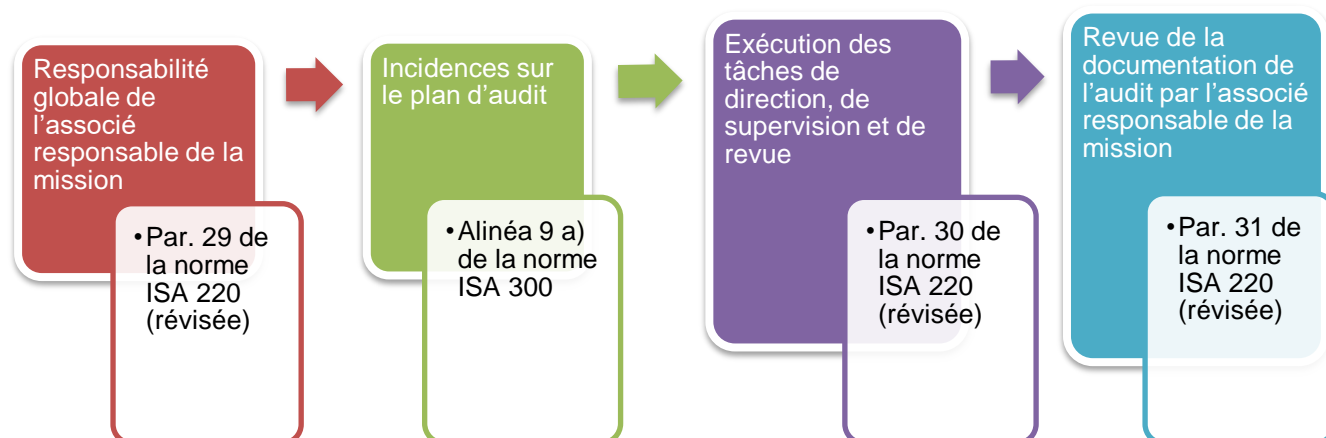 Responsabilité
globale de
l’associé
responsable de la
mission
•Par. 29 de
la norme
ISA 220
(révisée)
Incidences sur
le plan d’audit
•Alinéa 9 a)
de la norme
ISA 300
Exécution des
tâches de
direction, de
supervision et de
revue
•Par. 30 de
la norme
ISA 220
(révisée)
Revue de la
documentation de
l’audit par l’associé
responsable de la
mission
•Par. 31 de
la norme
ISA 220
(révisée)